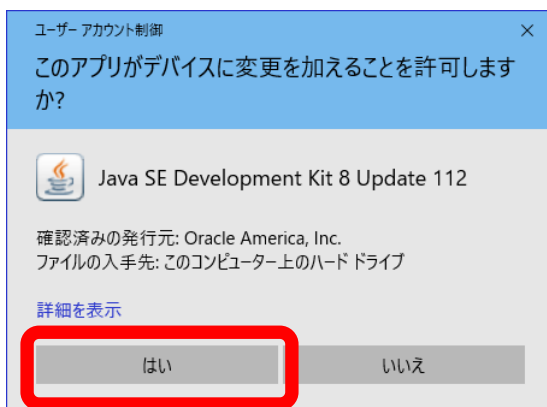 ユーザー アカウント制御
このアプリがデバイスに変更を加えることを許可します
か?
Java SE Development Kit 8 Update 112
確認済みの発行元: Oracle America, Inc.
ファイルの入手先: このコンピューター上のハード ドライブ
詳細を表示
はい
いいえ